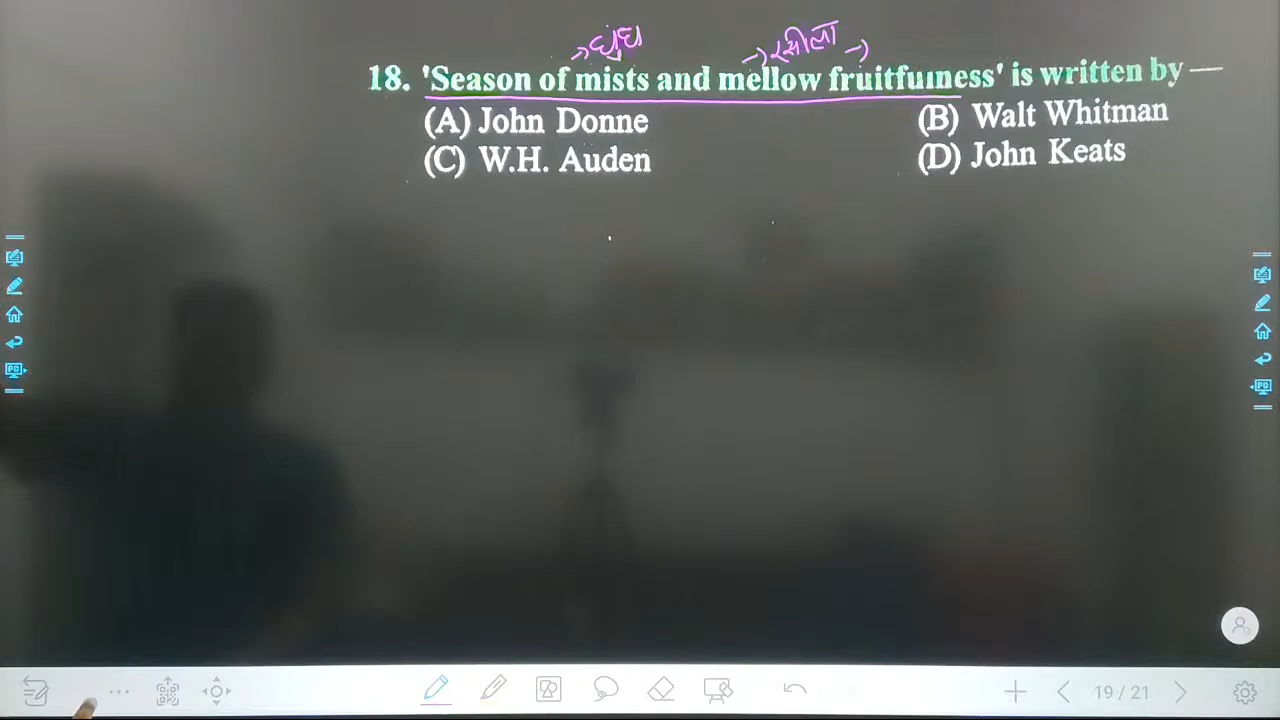 धुंध रसीला
18. 'Season of mists and mellow fruitfulness' is written by —
(A) John Donne (B) Walt Whitman
(C) W.H. Auden (D) John Keats
19 / 21